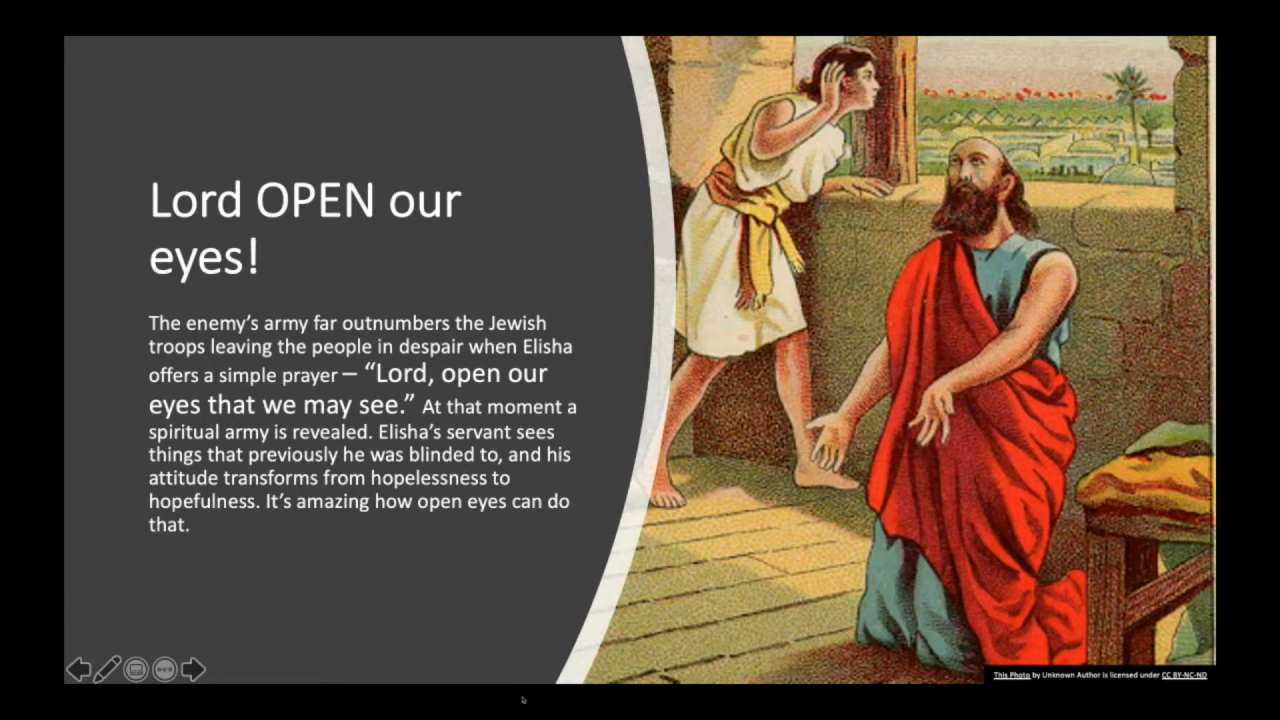 Lord OPEN our
eyes!
The enemy’s army far outnumbers the Jewish
troops leaving the people in despair when Elisha
offers a simple prayer – “Lord, open our
eyes that we may see.” At that moment a
spiritual army is revealed. Elisha’s servant sees
things that previously he was blinded to, and his
attitude transforms from hopelessness to
hopefulness. It’s amazing how open eyes can do
that.
This Photo by Unknown Author is licensed under CC BY-NC-ND